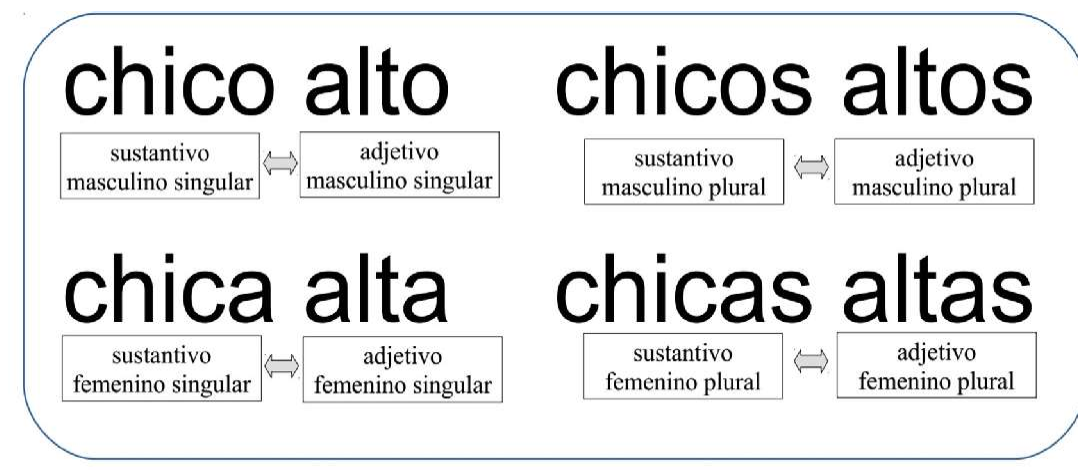 chico alto
sustantivo
masculino singular
adjetivo
masculino singular
chicos altos
sustantivo
masculino plural
adjetivo
masculino plural
chica alta
sustantivo
femenino singular
adjetivo
femenino singular
chicas altas
sustantivo
femenino plural
adjetivo
femenino plural